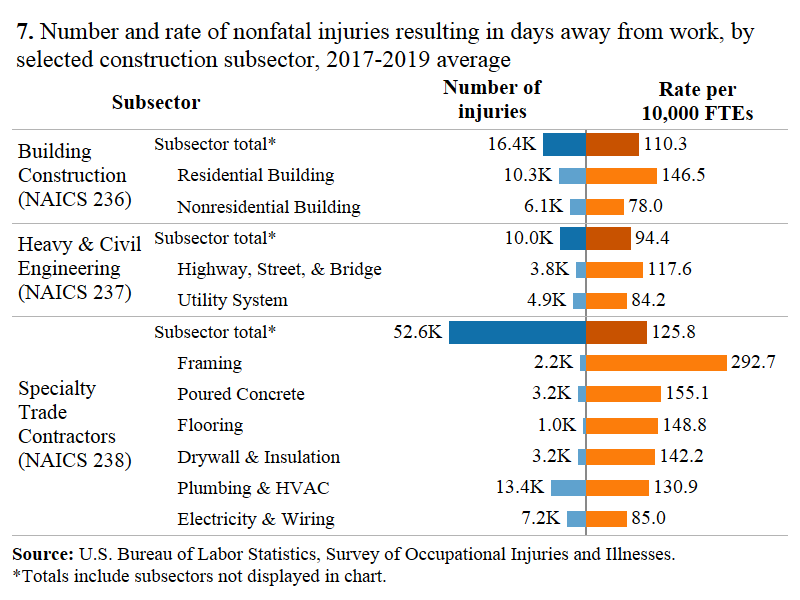 7. Number and rate of nonfatal injuries resulting in days away from work, by
selected construction subsector, 2017-2019 average
Subsector
Number of
injuries
Rate per
10,000 FTEs
Building
Construction
(NAICS 236)
Subsector total* 16.4K 110.3
Residential Building 10.3K 146.5
Nonresidential Building 6.1K 78.0
Heavy & Civil
Engineering
(NAICS 237)
Subsector total* 10.0K 94.4
Highway, Street, & Bridge 3.8K 117.6
Utility System 4.9K 84.2
Specialty
Trade
Contractors
(NAICS 238)
Subsector total* 52.6K 125.8
Framing 2.2K 292.7
Poured Concrete 3.2K 155.1
Flooring 1.0K 148.8
Drywall & Insulation 3.2K 142.2
Plumbing & HVAC 13.4K 130.9
Electricity & Wiring 7.2K 85.0
Source: U.S. Bureau of Labor Statistics, Survey of Occupational Injuries and Illnesses.
*Totals include subsectors not displayed in chart.